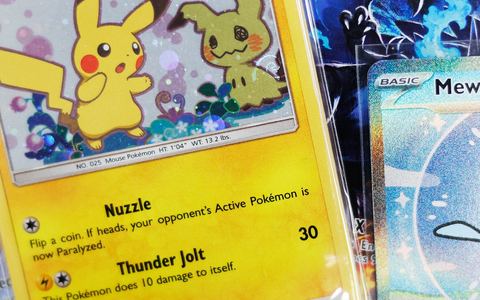 NO. 025 Mouse Pokémon HT: 1'04" WT: 13.2 lbs.
Nuzzle
Flip a coin. If heads, your opponent's Active Pokémon is
now Paralyzed.
Thunder Jolt 30
This Pokémon does 10 damage to itself.
BASIC Mew